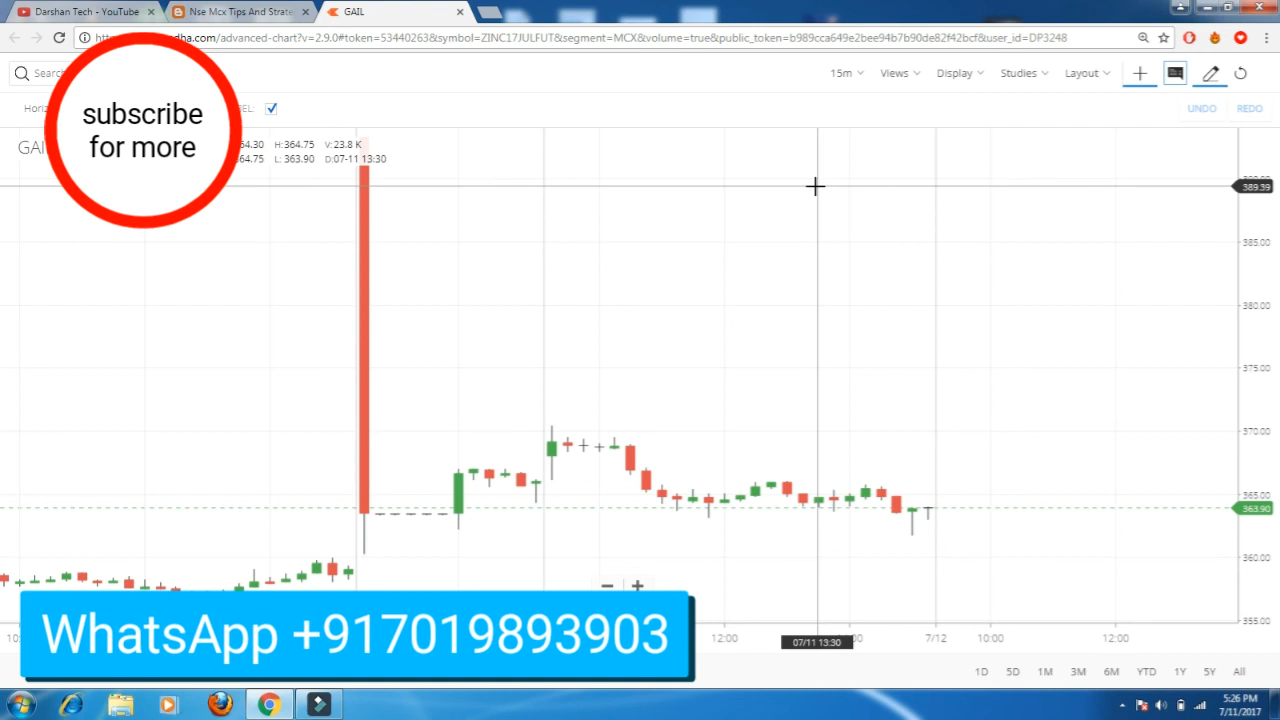 Darshan Tech - YouTube
Nse Mcx Tips And Strate
GAIL
/advanced-chart?v=2.9.0#token=53440263&symbol=ZINC17JULFUT&segment=MCX&volume=true&public_token=b9d9cca649e2bee94b7b90de82f42bcf&user_id=DP3248
Search
15m Views Display Studies Layout
subscribe
for more
UNDO REDO
H:364.75 V:23.8 K
L: 363.90 D:07-11 13:30
389.39
385.00
380.00
375.00
370.00
365.00
363.90
360.00
355.00
WhatsApp +917019893903
12:00 07/11 13:30 7/12 10:00 12:00
1D 5D 1M 3M 6M YTD 1Y 5Y All
5:26 PM
7/11/2017